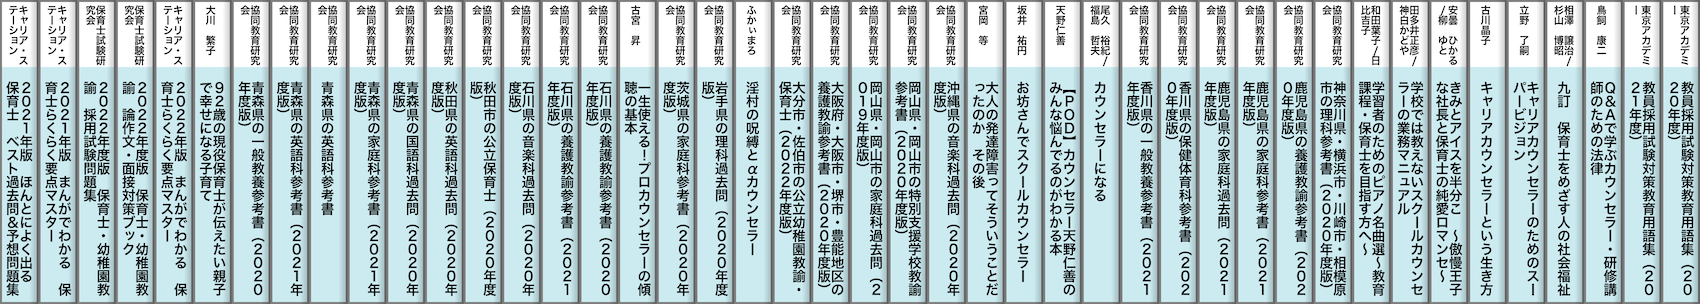 東京アカデミ
ー
教員採用試験対策教育用語集（２０
２０年度）
東京アカデミ
ー
教員採用試験対策教育用語集（２０
２１年度）
鳥飼　康二
Ｑ＆Ａで学ぶカウンセラー・研修講
師のための法律
相澤　譲治/
杉山　博昭
九訂　保育士をめざす人の社会福祉
立野　了嗣
キャリアカウンセラーのためのスー
パービジョン
古川晶子
キャリアカウンセラーという生き方
安曇　ひかる
/柳　ゆと
きみとアイスを半分こ　～傲慢王子
な社長と保育士の純愛ロマンセ～
田多井正彦/
神白かどや
学校では教えないスクールカウンセ
ラーの業務マニュアル
和田葉子/白
比吉子
学習者のためのピアノ名曲選～教育
課程・保育士を目指す方へ～
協同教育研究
会
神奈川県・横浜市・川崎市・相模原
市の理科参考書（２０２０年度版）
協同教育研究
会
鹿児島県の養護教諭参考書（２０２
０年度版）
協同教育研究
会
鹿児島県の家庭科参考書（２０２１
年度版）
協同教育研究
会
鹿児島県の家庭科過去問（２０２１
年度版）
協同教育研究
会
香川県の保健体育科参考書（２０２
０年度版）
協同教育研究
会
香川県の一般教養参考書（２０２１
年度版）
尾久　裕紀/
福島　哲夫
カウンセラーになる
天野仁善
【ＰＯＤ】カウンセラー天野仁善の
みんな悩んでるのがわかる本
坂井　祐円
お坊さんでスクールカウンセラー
宮岡　等
大人の発達障害ってそういうことだ
ったのか　その後
協同教育研究
会
沖縄県の音楽科過去問（２０２０年
度版）
協同教育研究
会
岡山県・岡山市の特別支援学校教諭
参考書（２０２０年度版）
協同教育研究
会
岡山県・岡山市の家庭科過去問（２
０１９年度版）
協同教育研究
会
大阪府・大阪市・堺市・豊能地区の
養護教諭参考書（２０２０年度版）
協同教育研究
会
大分市・佐伯市の公立幼稚園教諭・
保育士（２０２０年度版）
ふかいまろ
淫村の呪縛とαカウンセラー
協同教育研究
会
岩手県の理科過去問（２０２０年度
版）
協同教育研究
会
茨城県の家庭科参考書（２０２０年
度版）
古宮　昇
一生使える！プロカウンセラーの傾
聴の基本
協同教育研究
会
石川県の養護教諭参考書（２０２０
年度版）
協同教育研究
会
石川県の養護教諭参考書（２０２１
年度版）
協同教育研究
会
石川県の音楽科過去問（２０２０年
度版）
協同教育研究
会
秋田市の公立保育士（２０２０年度
版）
協同教育研究
会
秋田県の英語科過去問（２０２０年
度版）
協同教育研究
会
青森県の国語科過去問（２０２１年
度版）
協同教育研究
会
青森県の家庭科参考書（２０２１年
度版）
協同教育研究
会
青森県の英語科参考書
協同教育研究
会
青森県の英語科参考書（２０２１年
度版）
協同教育研究
会
青森県の一般教養参考書（２０２０
年度版）
大川　繁子
９２歳の現役保育士が伝えたい親子
で幸せになる子育て
キャリア・ス
テーション
２０２２年版　まんがでわかる　保
育士らくらく要点マスター
保育士試験研
究会
２０２２年度版　保育士・幼稚園教
諭　論作文・面接対策ブック
保育士試験研
究会
２０２２年度版　保育士・幼稚園教
諭　採用試験問題集
キャリア・ス
テーション
２０２１年版　まんがでわかる　保
育士らくらく要点マスター
キャリア・ス
テーション
２０２１年版　ほんとによく出る
保育士　ベスト過去問＆予想問題集